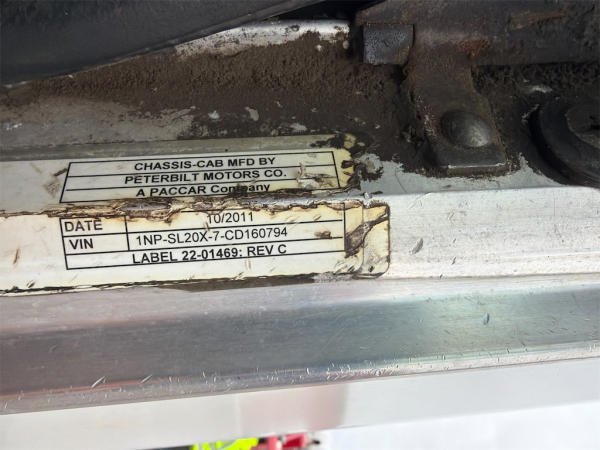 CHASSIS-CAB MFD BY
PETERBILT MOTORS CO.
A PACCAR Company
DATE 10/2011
VIN 1NP-SL20X-7-CD160794
LABEL 22-01469: REV C